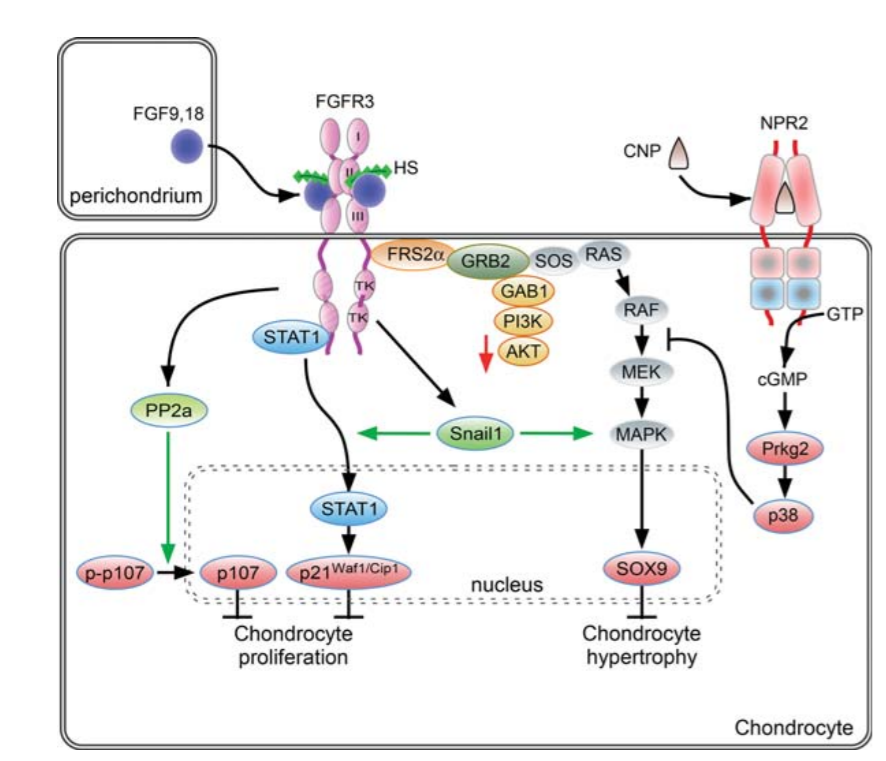 FGFR3
FGF9,18
NPR2
CNP
I
II
HS
perichondrium
III
FRS2α
GRB2
SOS
RAS
TK
GAB1
RAF
GTP
TK
STAT1
PI3K
AKT
MEK
cGMP
PP2a
Snail1
MAPK
Prkg2
STAT1
p38
p-p107
p107
p21Waf1/Cip1
SOX9
nucleus
Chondrocyte
proliferation
Chondrocyte
hypertrophy
Chondrocyte